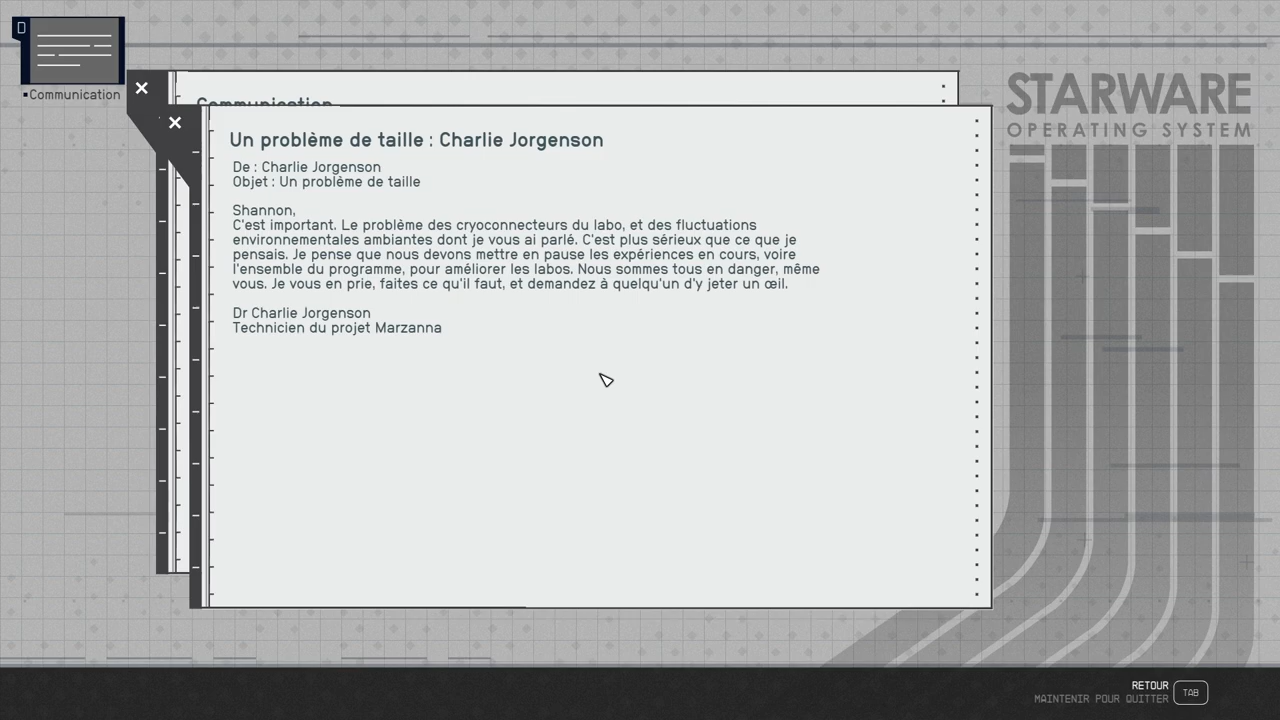 D
Communication
Communication
Un problème de taille : Charlie Jorgenson
De : Charlie Jorgenson
Objet : Un problème de taille
Shannon,
C'est important. Le problème des cryoconnecteurs du labo, et des fluctuations
environnementales ambiantes dont je vous ai parlé. C'est plus sérieux que ce que je
pensais. Je pense que nous devons mettre en pause les expériences en cours, voire
l'ensemble du programme, pour améliorer les labos. Nous sommes tous en danger, même
vous. Je vous en prie, faites ce qu'il faut, et demandez à quelqu'un d'y jeter un œil.
Dr Charlie Jorgenson
Technicien du projet Marzanna
STARWARE
OPERATING SYSTEM
RETOUR
MAINTENIR POUR QUITTER
TAB